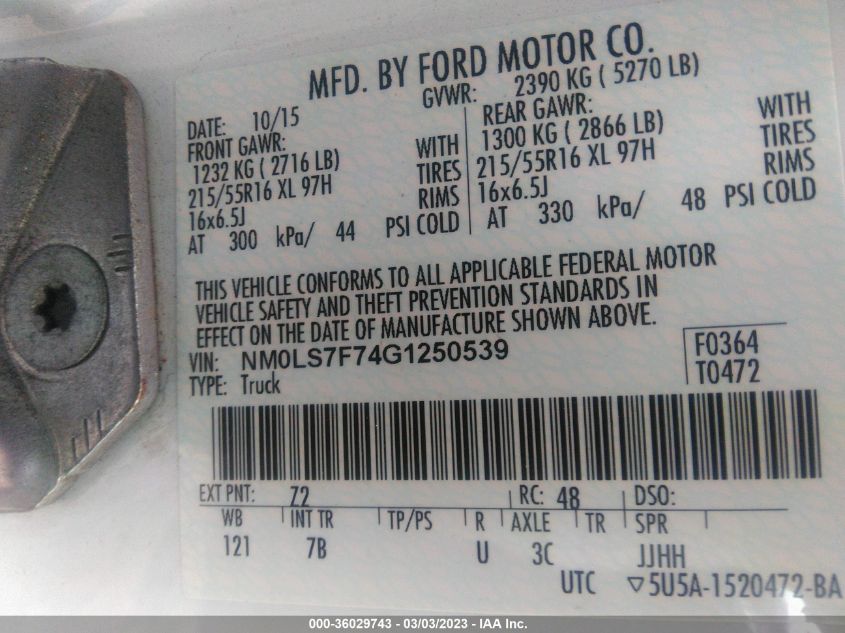 MFD. BY FORD MOTOR CO.
GVWR: 2390 KG ( 5270 LB)
DATE: 10/15
FRONT GAWR:
1232 KG ( 2716 LB) WITH
215/55R16 XL 97H TIRES
16x6.5J RIMS
AT 300 kPa/ 44 PSI COLD
REAR GAWR: WITH
1300 KG ( 2866 LB) TIRES
215/55R16 XL 97H RIMS
16x6.5J
AT 330 kPa/ 48 PSI COLD
THIS VEHICLE CONFORMS TO ALL APPLICABLE FEDERAL MOTOR
VEHICLE SAFETY AND THEFT PREVENTION STANDARDS IN
EFFECT ON THE DATE OF MANUFACTURE SHOWN ABOVE.
VIN: NM0LS7F74G1250539
TYPE: Truck
F0364
T0472
EXT PNT: Z2 RC: 48 DSO:
WB INT TR TP/PS R AXLE TR SPR
121 7B U 3C JJHH
UTC ▽5U5A-1520472-BA
000-36029743 - 03/03/2023 - IAA Inc.